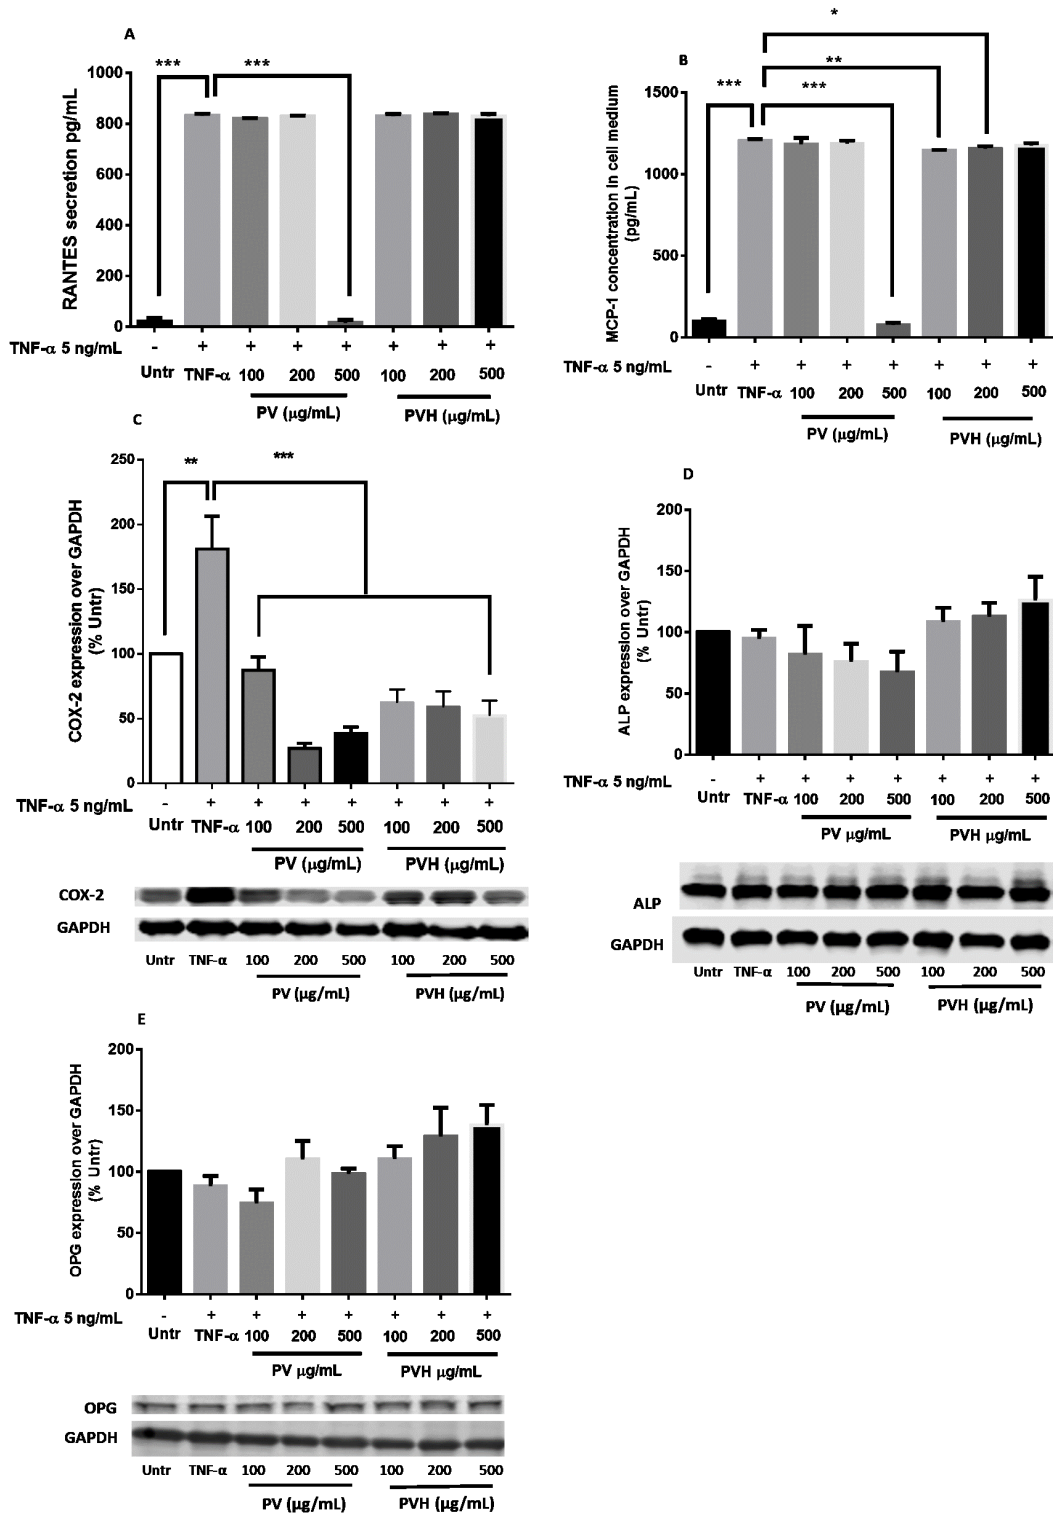 A
*** ***
RANTES secretion pg/mL
1000
800
600
400
200
0
TNF-α 5 ng/mL - + + + + + + +
Untr TNF-α 100 200 500 100 200 500
PV (μg/mL) PVH (μg/mL)
B
*
**
*** ***
MCP-1 concentration in cell medium
(pg/mL)
1500
1000
500
0
TNF-α 5 ng/mL - + + + + + + +
Untr TNF-α 100 200 500 100 200 500
PV (μg/mL) PVH (μg/mL)
C
** ***
COX-2 expression over GAPDH
(% Untr)
250
200
150
100
50
0
TNF-α 5 ng/mL - + + + + + + +
Untr TNF-α 100 200 500 100 200 500
PV (μg/mL) PVH (μg/mL)
COX-2
GAPDH
Untr TNF-α 100 200 500 100 200 500
PV (μg/mL) PVH (μg/mL)
D
ALP expression over GAPDH
(% Untr)
200
150
100
50
0
TNF-α 5 ng/mL - + + + + + + +
Untr TNF-α 100 200 500 100 200 500
PV μg/mL PVH μg/mL
ALP
GAPDH
Untr TNF-α 100 200 500 100 200 500
PV (μg/mL) PVH (μg/mL)
E
OPG expression over GAPDH
(% Untr)
200
150
100
50
0
TNF-α 5 ng/mL - + + + + + + +
Untr TNF-α 100 200 500 100 200 500
PV μg/mL PVH μg/mL
OPG
GAPDH
Untr TNF-α 100 200 500 100 200 500
PV (μg/mL) PVH (μg/mL)